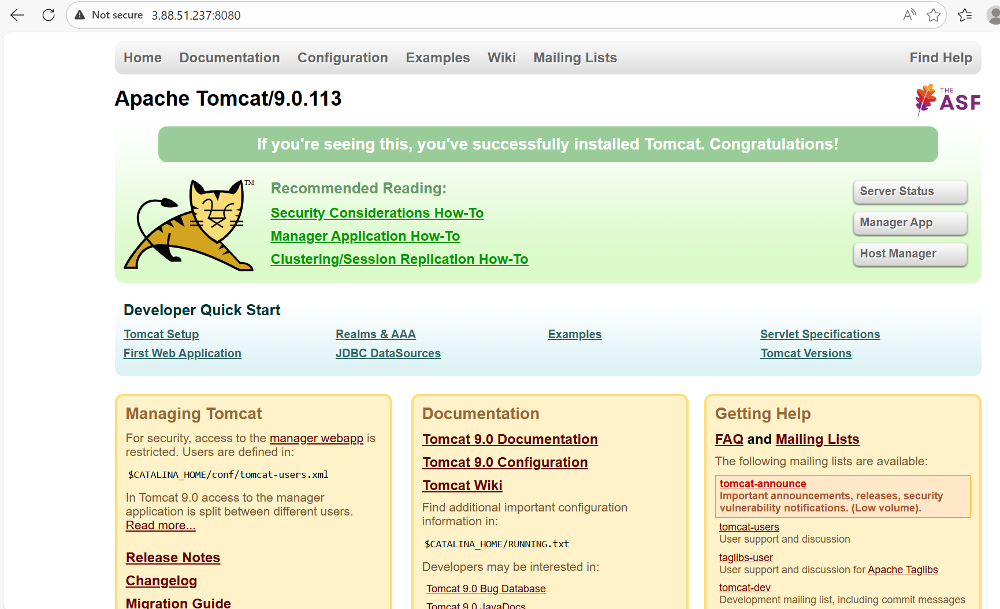 Not secure 3.88.51.237:8080
Home Documentation Configuration Examples Wiki Mailing Lists Find Help
Apache Tomcat/9.0.113
THE
ASF
If you're seeing this, you've successfully installed Tomcat. Congratulations!
TM
Recommended Reading:
Security Considerations How-To
Manager Application How-To
Clustering/Session Replication How-To
Server Status
Manager App
Host Manager
Developer Quick Start
Tomcat Setup Realms & AAA Examples Servlet Specifications
First Web Application JDBC DataSources Tomcat Versions
Managing Tomcat
For security, access to the manager webapp is
restricted. Users are defined in:
$CATALINA_HOME/conf/tomcat-users.xml
In Tomcat 9.0 access to the manager
application is split between different users.
Read more...
Release Notes
Changelog
Migration Guide
Documentation
Tomcat 9.0 Documentation
Tomcat 9.0 Configuration
Tomcat Wiki
Find additional important configuration
information in:
$CATALINA_HOME/RUNNING.txt
Developers may be interested in:
Tomcat 9.0 Bug Database
Tomcat 9.0 JavaDocs
Getting Help
FAQ and Mailing Lists
The following mailing lists are available:
tomcat-announce
Important announcements, releases, security
vulnerability notifications. (Low volume).
tomcat-users
User support and discussion
taglibs-user
User support and discussion for Apache Taglibs
tomcat-dev
Development mailing list, including commit messages